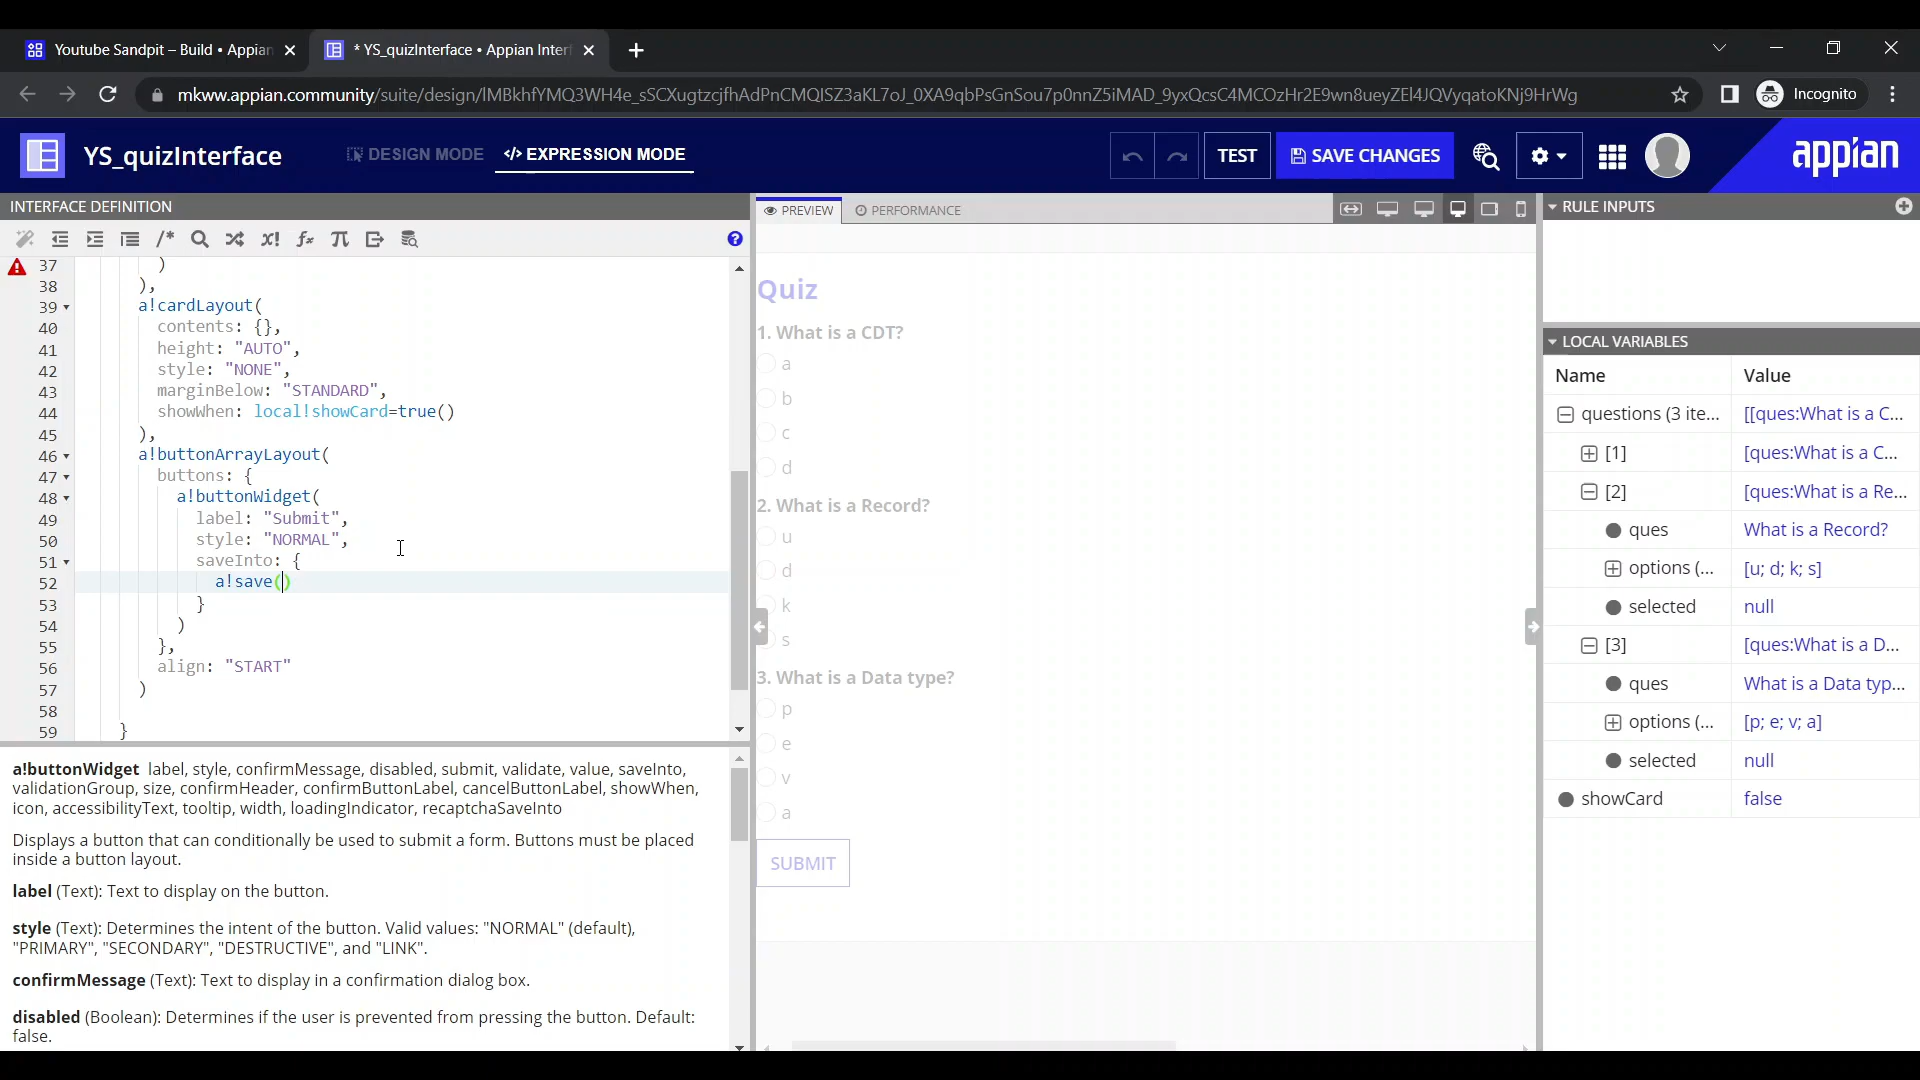 Youtube Sandpit – Build • Appian
* YS_quizInterface • Appian Interf
mkww.appian.community/suite/design/lMBkhfYMQ3WH4e_sSCXugtzcjfhAdPnCMQISZ3aKL7oJ_0XA9qbPsGnSou7p0nnZ5iMAD_9yxQcsC4MCOzHr2E9wn8ueyZEl4JQVyqatoKNj9HrWg
Incognito
YS_quizInterface
DESIGN MODE
</> EXPRESSION MODE
TEST
SAVE CHANGES
appian
INTERFACE DEFINITION
37 )
38 ),
39 a!cardLayout(
40 contents: {},
41 height: "AUTO",
42 style: "NONE",
43 marginBelow: "STANDARD",
44 showWhen: local!showCard=true()
45 ),
46 a!buttonArrayLayout(
47 buttons: {
48 a!buttonWidget(
49 label: "Submit",
50 style: "NORMAL",
51 saveInto: {
52 a!save()
53 }
54 )
55 },
56 align: "START"
57 )
58
59 }
a!buttonWidget label, style, confirmMessage, disabled, submit, validate, value, saveInto,
validationGroup, size, confirmHeader, confirmButtonLabel, cancelButtonLabel, showWhen,
icon, accessibilityText, tooltip, width, loadingIndicator, recaptchaSaveInto
Displays a button that can conditionally be used to submit a form. Buttons must be placed
inside a button layout.
label (Text): Text to display on the button.
style (Text): Determines the intent of the button. Valid values: "NORMAL" (default),
"PRIMARY", "SECONDARY", "DESTRUCTIVE", and "LINK".
confirmMessage (Text): Text to display in a confirmation dialog box.
disabled (Boolean): Determines if the user is prevented from pressing the button. Default:
false.
PREVIEW
PERFORMANCE
Quiz
1. What is a CDT?
a
b
c
d
2. What is a Record?
u
d
k
s
3. What is a Data type?
p
e
v
a
SUBMIT
RULE INPUTS
LOCAL VARIABLES
Name Value
questions (3 ite... [[ques:What is a C...
[1] [ques:What is a C...
[2] [ques:What is a Re...
ques What is a Record?
options (... [u; d; k; s]
selected null
[3] [ques:What is a D...
ques What is a Data typ...
options (... [p; e; v; a]
selected null
showCard false